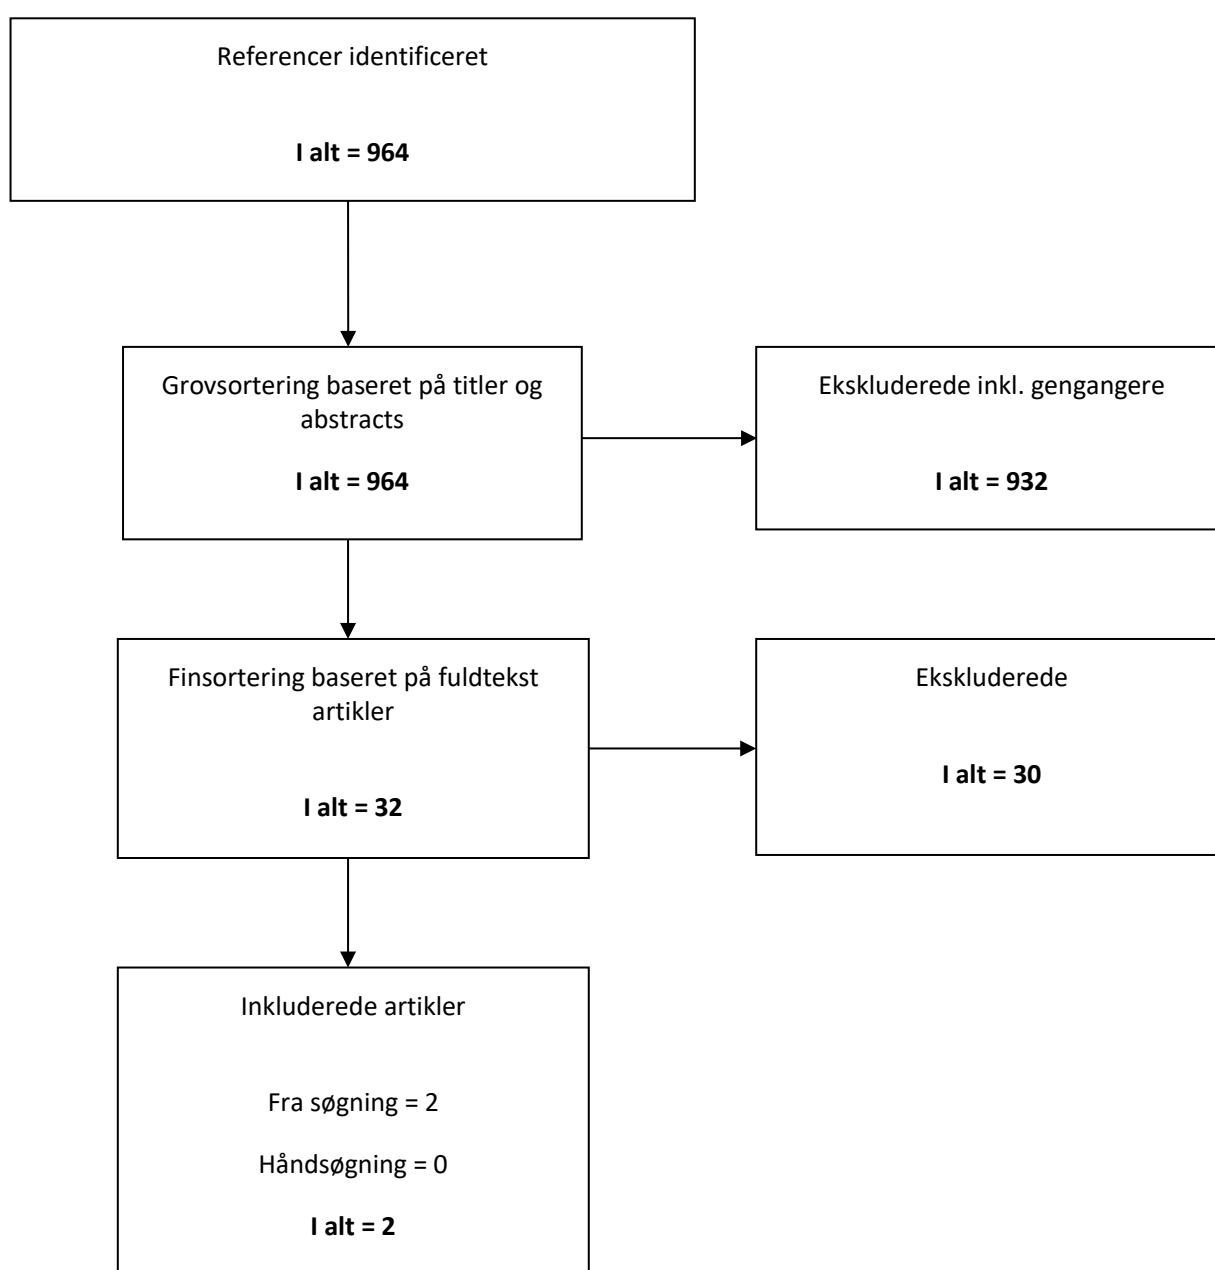 Referencer identificeret
I alt = 964
Grovsortering baseret på titler og
abstracts
I alt = 964
Ekskluderede inkl. gengangere
I alt = 932
Finsortering baseret på fuldtekst
artikler
I alt = 32
Ekskluderede
I alt = 30
Inkluderede artikler
Fra søgning = 2
Håndsøgning = 0
I alt = 2